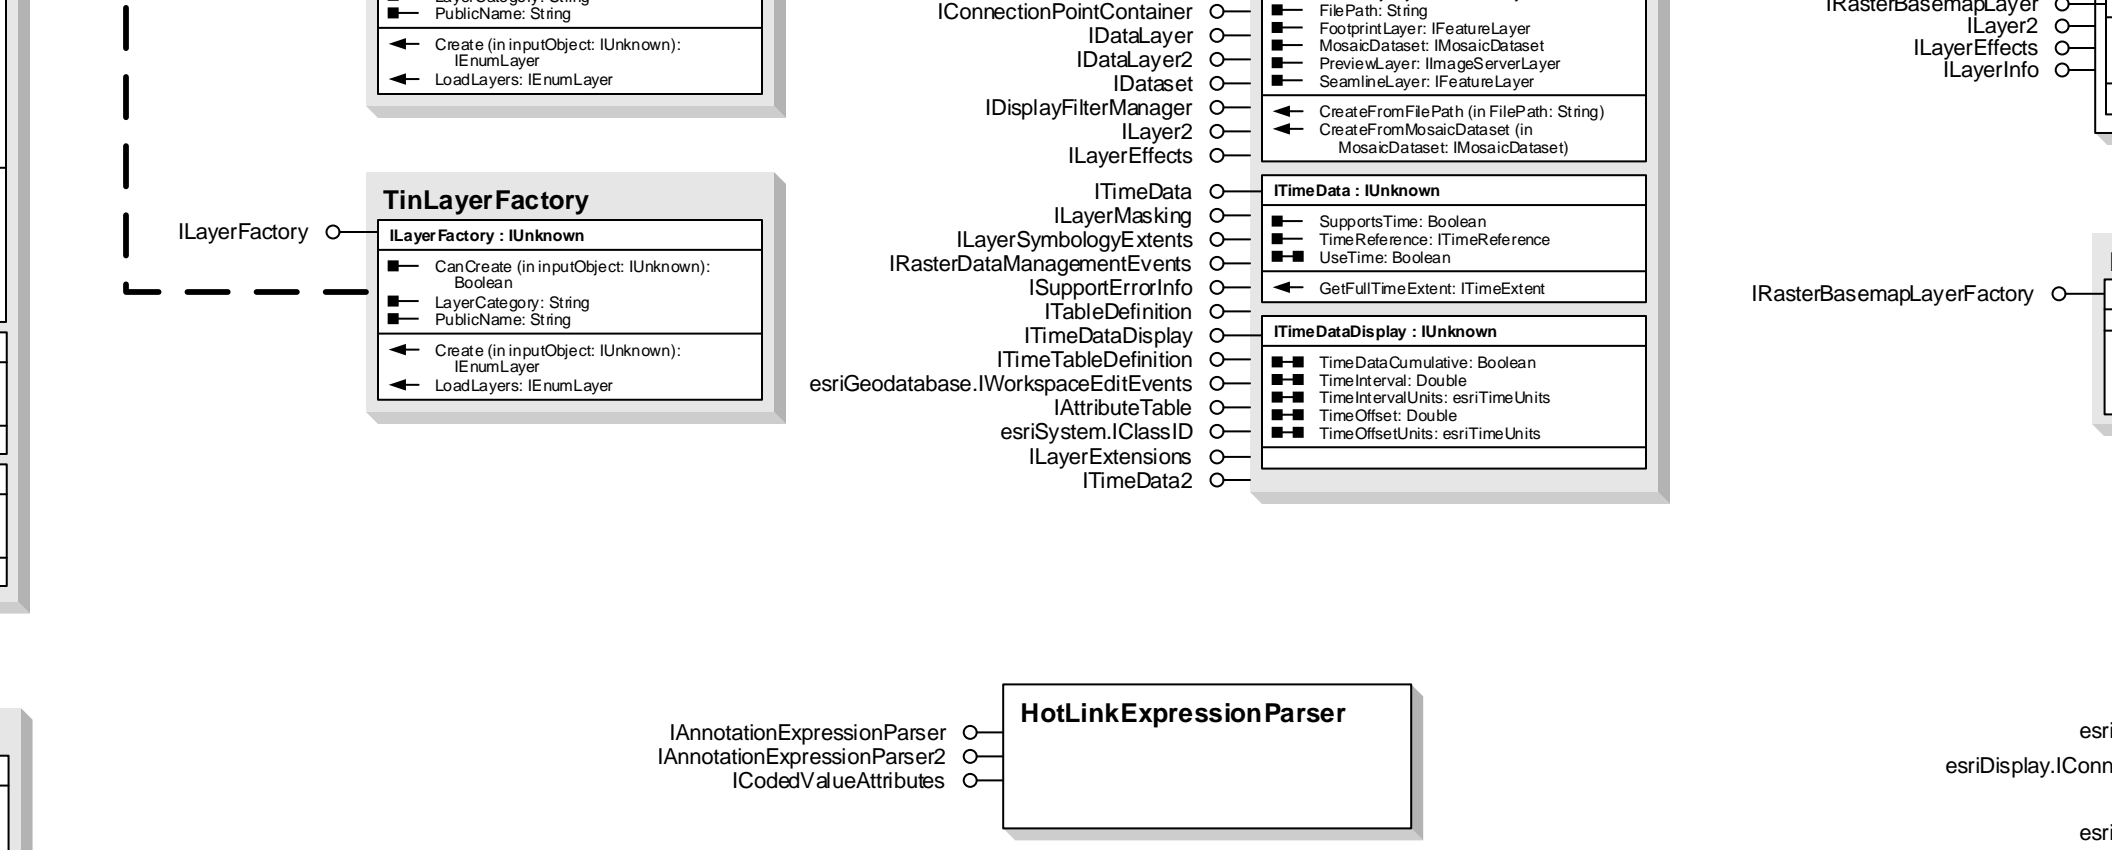 PublicName: String
Create (in inputObject: IUnknown):
IEnumLayer
LoadLayers: IEnumLayer
TinLayerFactory
ILayerFactory
ILayerFactory : IUnknown
CanCreate (in inputObject: IUnknown):
Boolean
LayerCategory: String
PublicName: String
Create (in inputObject: IUnknown):
IEnumLayer
LoadLayers: IEnumLayer
IConnectionPointContainer
IDataLayer
IDataLayer2
IDataset
IDisplayFilterManager
ILayer2
ILayerEffects
ITimeData
ILayerMasking
ILayerSymbologyExtents
IRasterDataManagementEvents
ISupportErrorInfo
ITableDefinition
ITimeDataDisplay
ITimeTableDefinition
esriGeodatabase.IWorkspaceEditEvents
IAttributeTable
esriSystem.IClassID
ILayerExtensions
ITimeData2
FilePath: String
FootprintLayer: IFeatureLayer
MosaicDataset: IMosaicDataset
PreviewLayer: IImageServerLayer
SeamlineLayer: IFeatureLayer
CreateFromFilePath (in FilePath: String)
CreateFromMosaicDataset (in
MosaicDataset: IMosaicDataset)
ITimeData : IUnknown
SupportsTime: Boolean
TimeReference: ITimeReference
UseTime: Boolean
GetFullTimeExtent: ITimeExtent
ITimeDataDisplay : IUnknown
TimeDataCumulative: Boolean
TimeInterval: Double
TimeIntervalUnits: esriTimeUnits
TimeOffset: Double
TimeOffsetUnits: esriTimeUnits
IRasterBasemapLayer
ILayer2
ILayerEffects
ILayerInfo
IRasterBasemapLayerFactory
HotLinkExpressionParser
IAnnotationExpressionParser
IAnnotationExpressionParser2
ICodedValueAttributes
esri
esriDisplay.IConn
esri